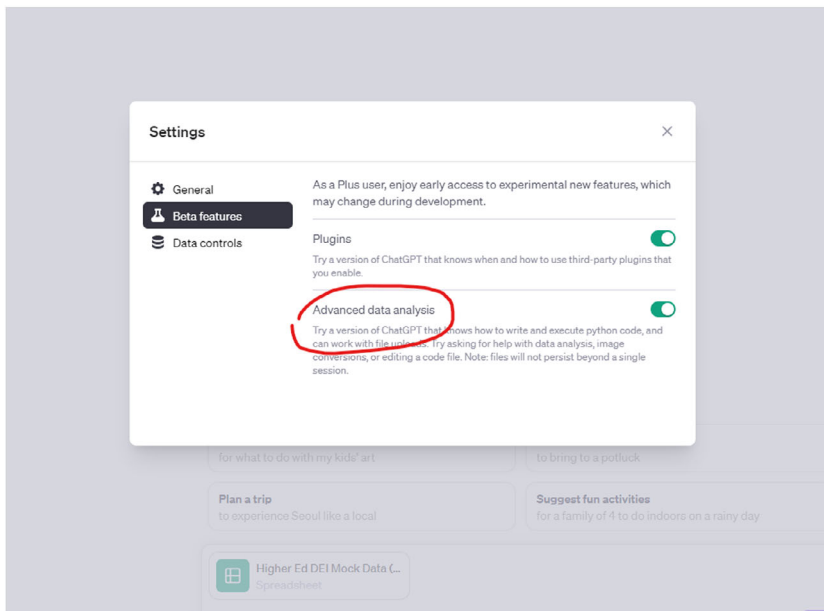 Settings
General
Beta features
Data controls
As a Plus user, enjoy early access to experimental new features, which
may change during development.
Plugins
Try a version of ChatGPT that knows when and how to use third-party plugins that
you enable.
Advanced data analysis
Try a version of ChatGPT that knows how to write and execute python code, and
can work with file uploads. Try asking for help with data analysis, image
conversions, or editing a code file. Note: files will not persist beyond a single
session.
for what to do with my kids' art
to bring to a potluck
Plan a trip
to experience Seoul like a local
Suggest fun activities
for a family of 4 to do indoors on a rainy day
Higher Ed DEI Mock Data (...
Spreadsheet